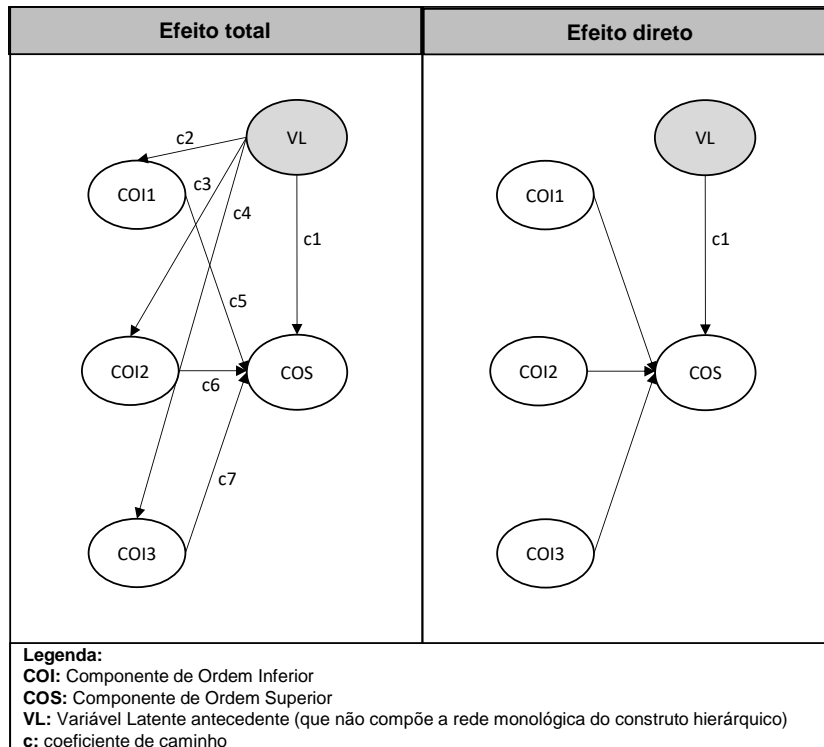 Efeito total
Efeito direto
VL
c2
COI1
c3
c4
c1
c5
COI2
c6
COS
c7
COI3
VL
COI1
c1
COI2
COS
COI3
Legenda:
COI: Componente de Ordem Inferior
COS: Componente de Ordem Superior
VL: Variável Latente antecedente (que não compõe a rede monológica do construto hierárquico)
c: coeficiente de caminho